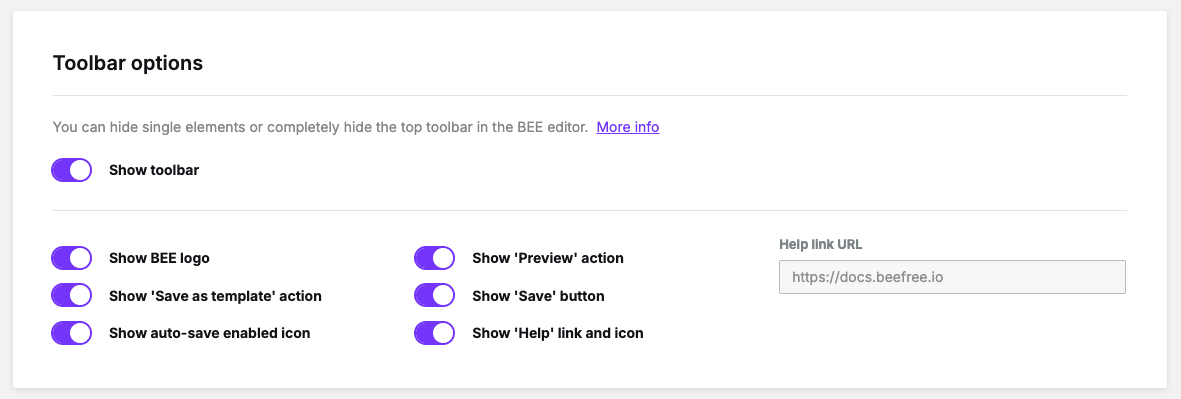 Toolbar options
You can hide single elements or completely hide the top toolbar in the BEE editor. More info
Show toolbar
Show BEE logo
Show 'Save as template' action
Show auto-save enabled icon
Show 'Preview' action
Show 'Save' button
Show 'Help' link and icon
Help link URL
https://docs.beefree.io